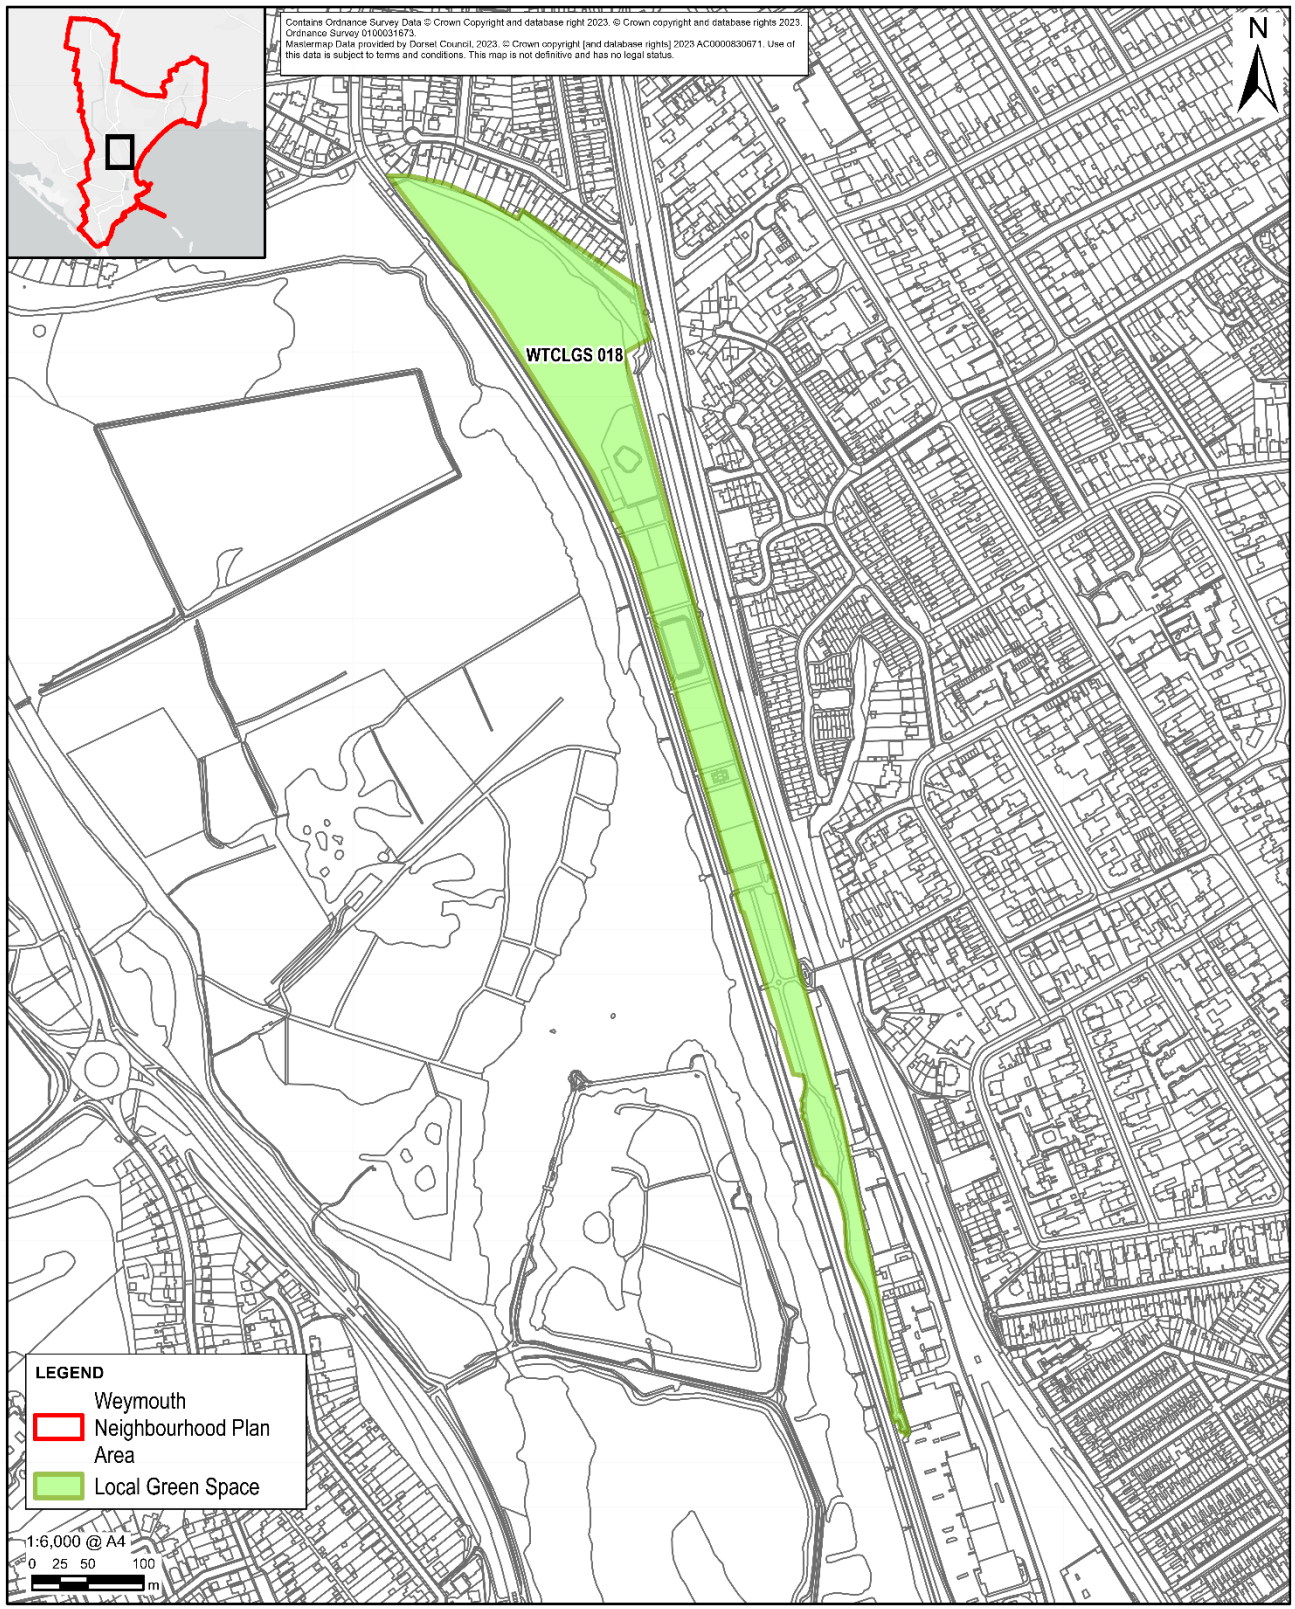 Contains Ordnance Survey Data © Crown Copyright and database right 2023. © Crown copyright and database rights 2023.
Ordnance Survey 0100031673.
Mastermap Data provided by Dorset Council, 2023. © Crown copyright [and database rights] 2023 AC0000830671. Use of
this data is subject to terms and conditions. This map is not definitive and has no legal status.
N
WTCLGS 018
LEGEND
Weymouth
Neighbourhood Plan
Area
Local Green Space
1:6,000 @ A4
0 25 50 100
m